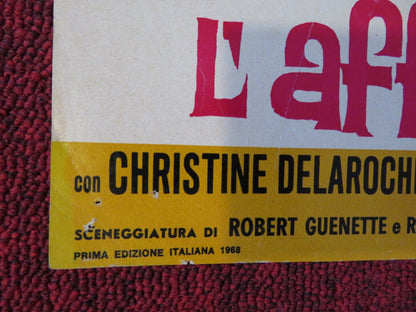 L'aff
con CHRISTINE DELAROCH
SCENEGGIATURA DI ROBERT GUENETTE e R
PRIMA EDIZIONE ITALIANA 1968